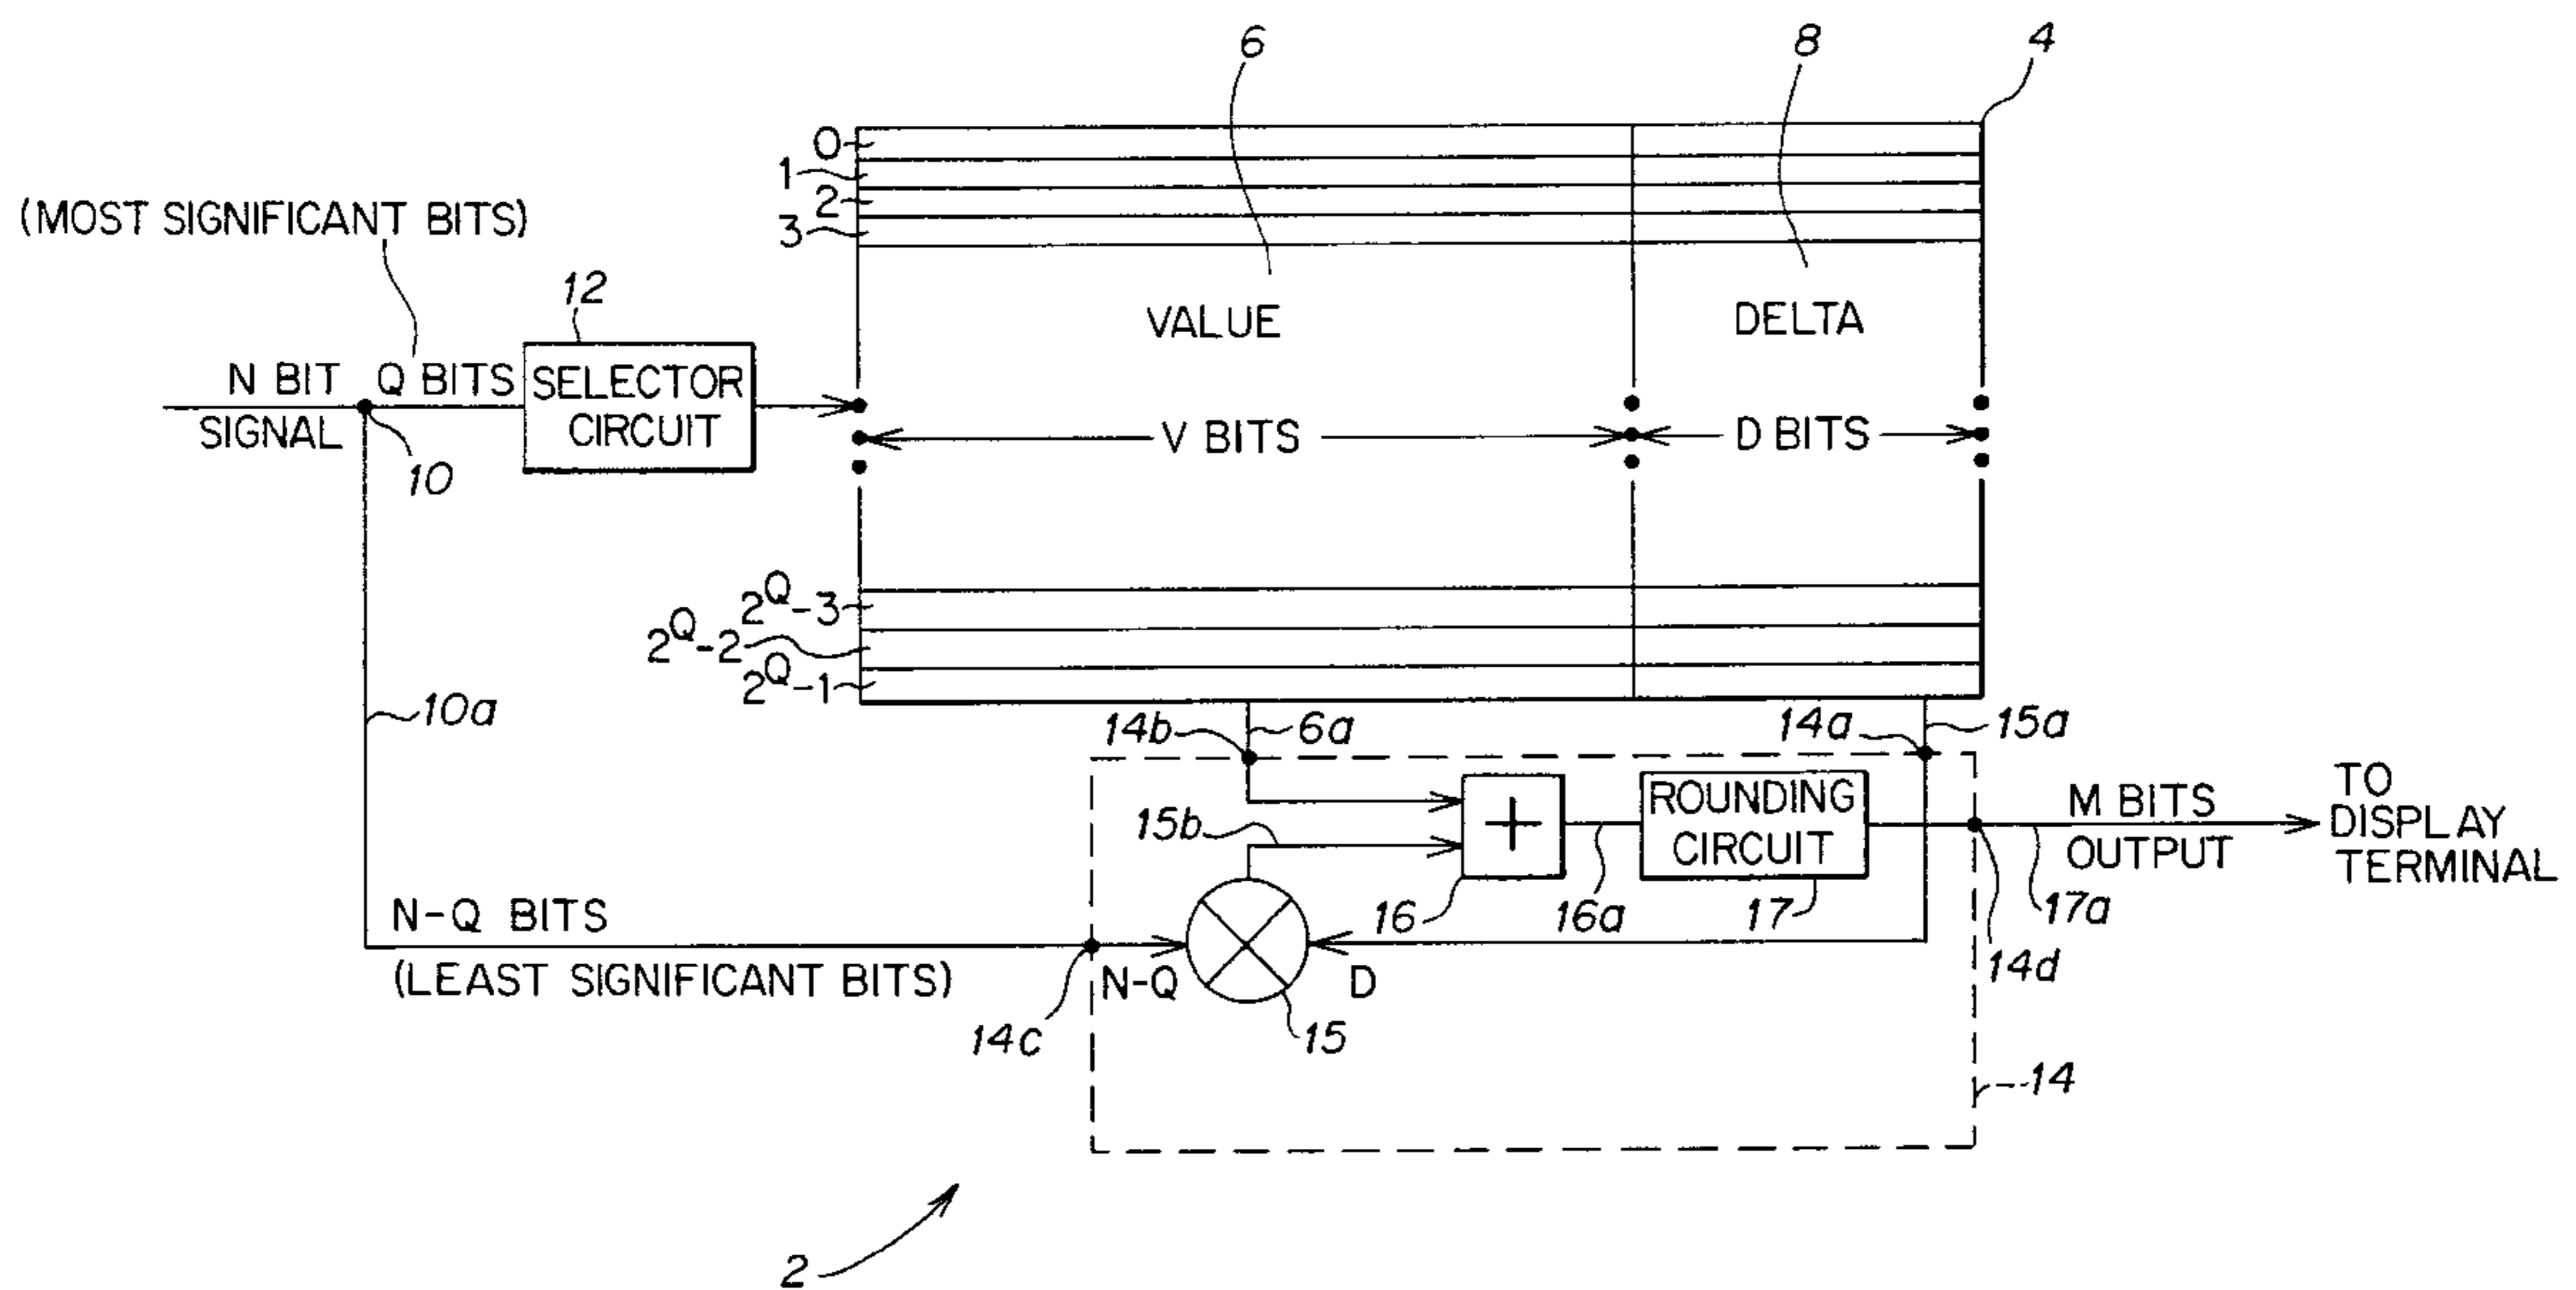 6
8
4
0
1
2
3
(MOST SIGNIFICANT BITS)
12
VALUE
DELTA
N BIT
SIGNAL
Q BITS
SELECTOR
CIRCUIT
10
V BITS
D BITS
2^Q-3
2^Q-2
2^Q-1
10a
14b
6a
14a
15a
15b
+
ROUNDING
CIRCUIT
M BITS
OUTPUT
TO
DISPLAY
TERMINAL
16
16a
17
17a
N-Q BITS
(LEAST SIGNIFICANT BITS)
N-Q
D
14d
14c
15
14
2